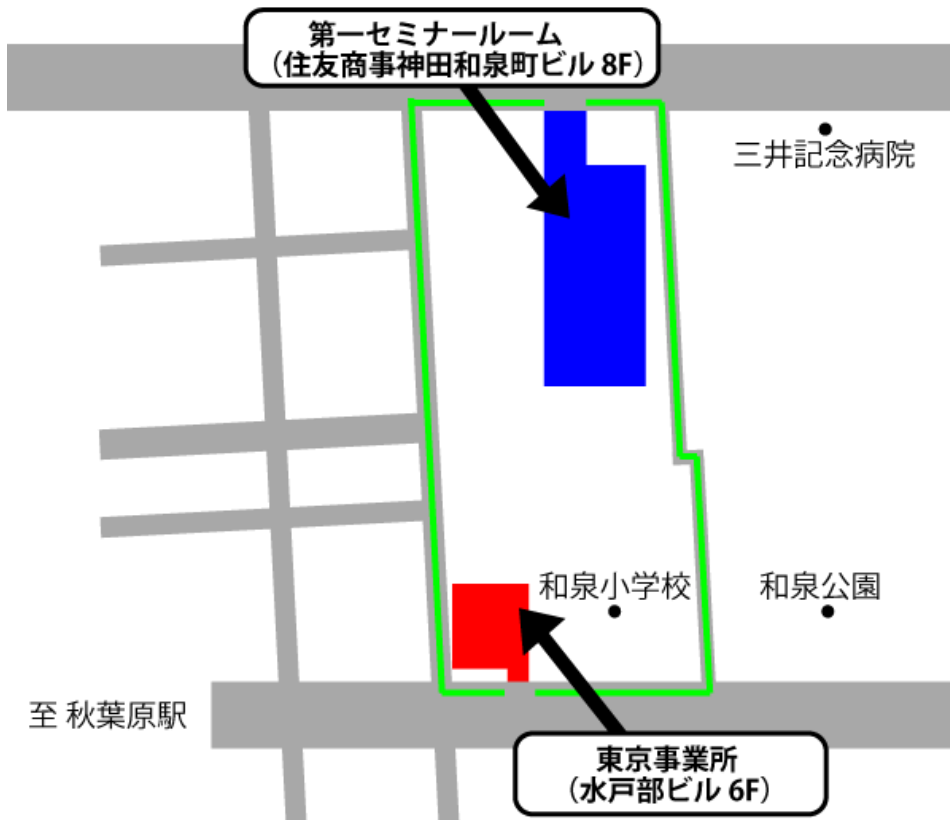 第一セミナールーム
（住友商事神田和泉町ビル 8F）
三井記念病院
和泉小学校
和泉公園
至 秋葉原駅
東京事業所
（水戸部ビル 6F）